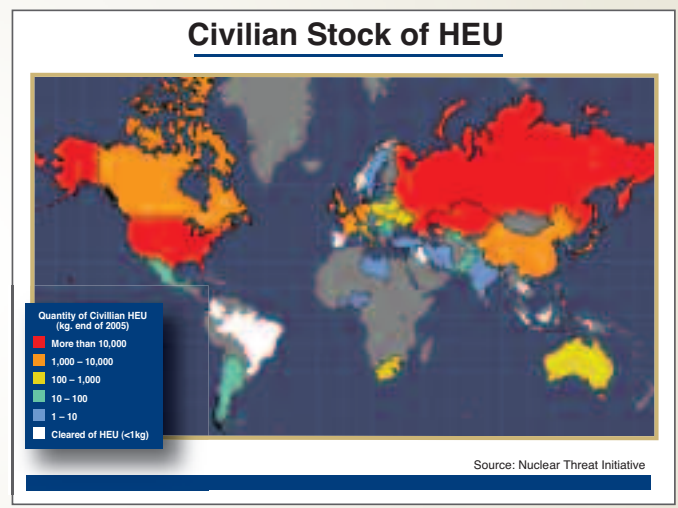 Civilian Stock of HEU
Quantity of Civillian HEU
(kg. end of 2005)
More than 10,000
1,000 – 10,000
100 – 1,000
10 – 100
1 – 10
Cleared of HEU (<1kg)
Source: Nuclear Threat Initiative